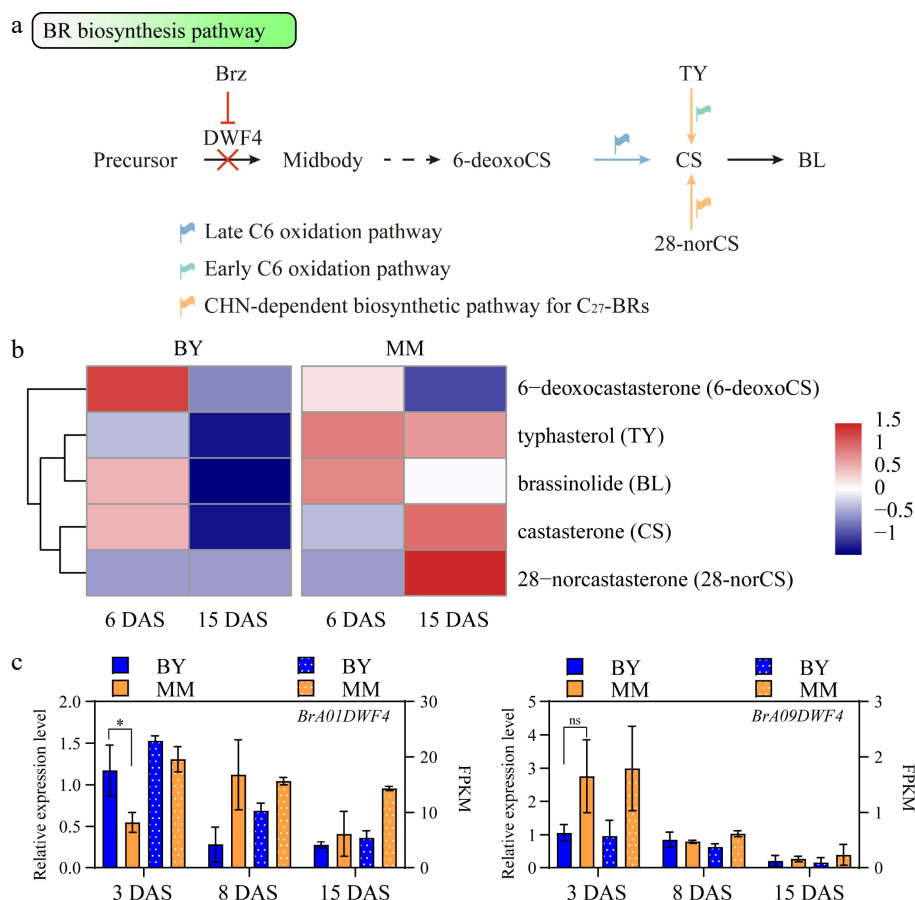 a
BR biosynthesis pathway
Brz
TY
DWF4
Precursor
Midbody
6-deoxoCS
CS
BL
28-norCS
Late C6 oxidation pathway
Early C6 oxidation pathway
CHN-dependent biosynthetic pathway for C₂₇-BRs
b
BY
MM
6−deoxocastasterone (6-deoxoCS)
typhasterol (TY)
brassinolide (BL)
castasterone (CS)
28−norcastasterone (28-norCS)
1.5
1
0.5
0
−0.5
−1
6 DAS
15 DAS
6 DAS
15 DAS
c
BY
BY
MM
MM
BrA01DWF4
Relative expression level
2.0
1.5
1.0
0.5
0.0
*
30
20
10
0
FPKM
3 DAS
8 DAS
15 DAS
BY
BY
MM
MM
BrA09DWF4
Relative expression level
5
4
3
2
1
0
ns
3
2
1
0
FPKM
3 DAS
8 DAS
15 DAS